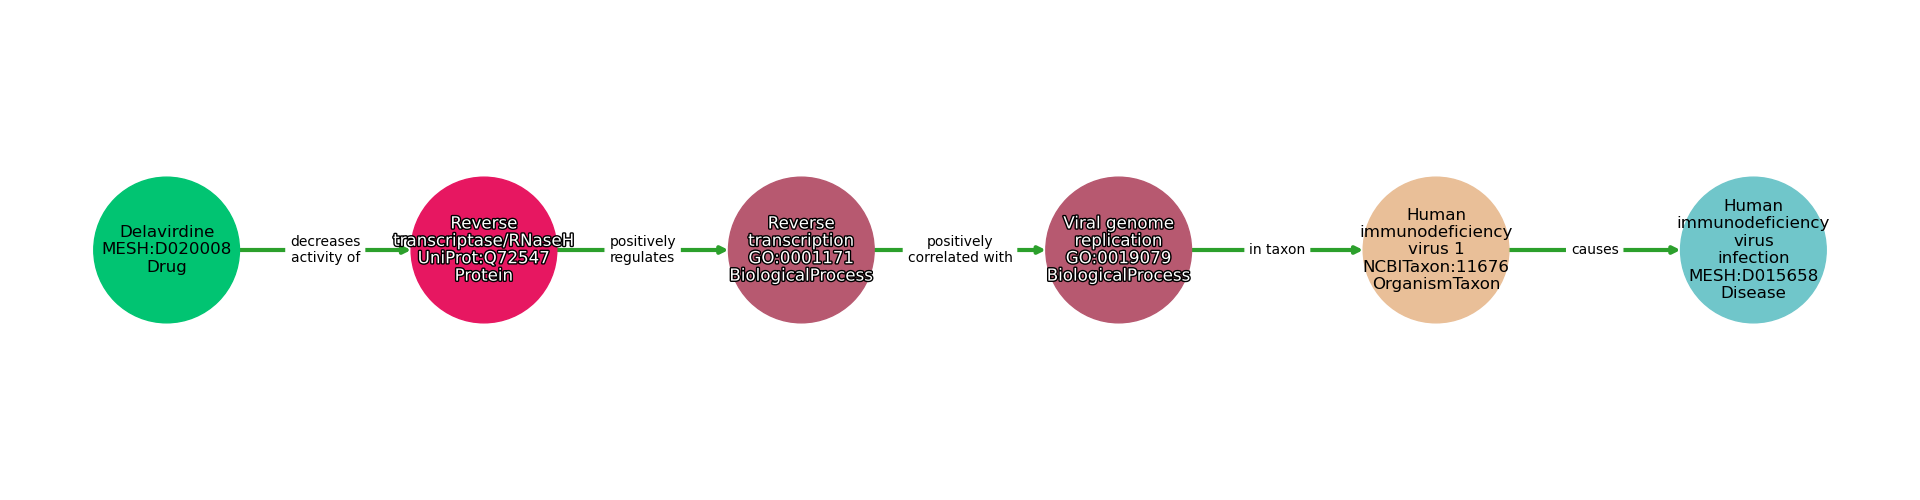 Delavirdine
MESH:D020008
Drug
decreases
activity of
Reverse
transcriptase/RNaseH
UniProt:Q72547
Protein
positively
regulates
Reverse
transcription
GO:0001171
BiologicalProcess
positively
correlated with
Viral genome
replication
GO:0019079
BiologicalProcess
in taxon
Human
immunodeficiency
virus 1
NCBITaxon:11676
OrganismTaxon
causes
Human
immunodeficiency
virus
infection
MESH:D015658
Disease